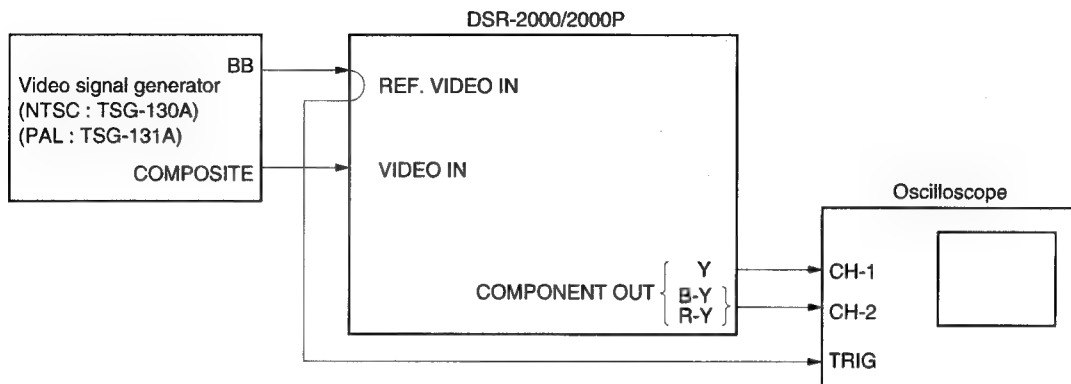 DSR-2000/2000P
BB
Video signal generator
(NTSC : TSG-130A)
(PAL : TSG-131A)
COMPOSITE
REF. VIDEO IN
VIDEO IN
COMPONENT OUT
Y
B-Y
R-Y
Oscilloscope
CH-1
CH-2
TRIG